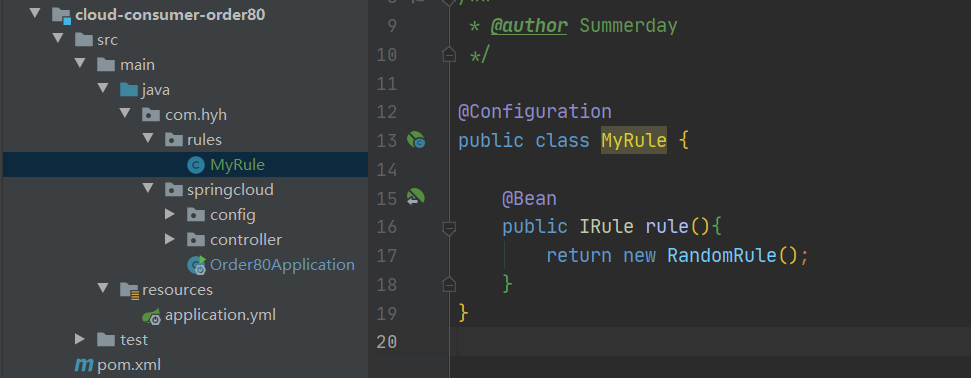 cloud-consumer-order80
src
main
java
com.hyh
rules
MyRule
springcloud
config
controller
Order80Application
resources
application.yml
test
pom.xml
9 * @author Summerday
10 */
11
12 @Configuration
13 public class MyRule {
14
15 @Bean
16 public IRule rule(){
17 return new RandomRule();
18 }
19 }
20